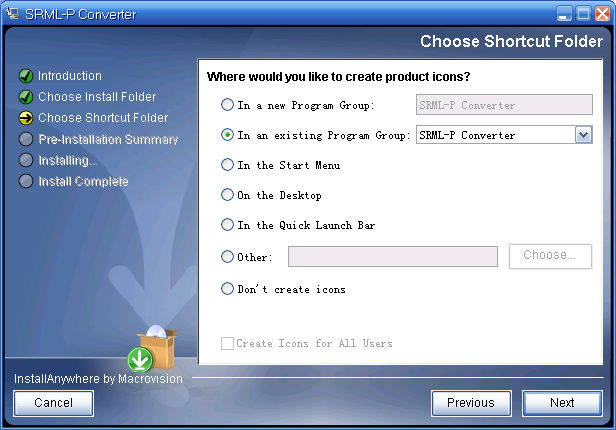 SRML-P Converter
Choose Shortcut Folder
Introduction
Choose Install Folder
Choose Shortcut Folder
Pre-Installation Summary
Installing...
Install Complete
Where would you like to create product icons?
In a new Program Group: SRML-P Converter
In an existing Program Group: SRML-P Converter
In the Start Menu
On the Desktop
In the Quick Launch Bar
Other: Choose...
Don't create icons
Create Icons for All Users
InstallAnywhere by Macrovision
Cancel Previous Next